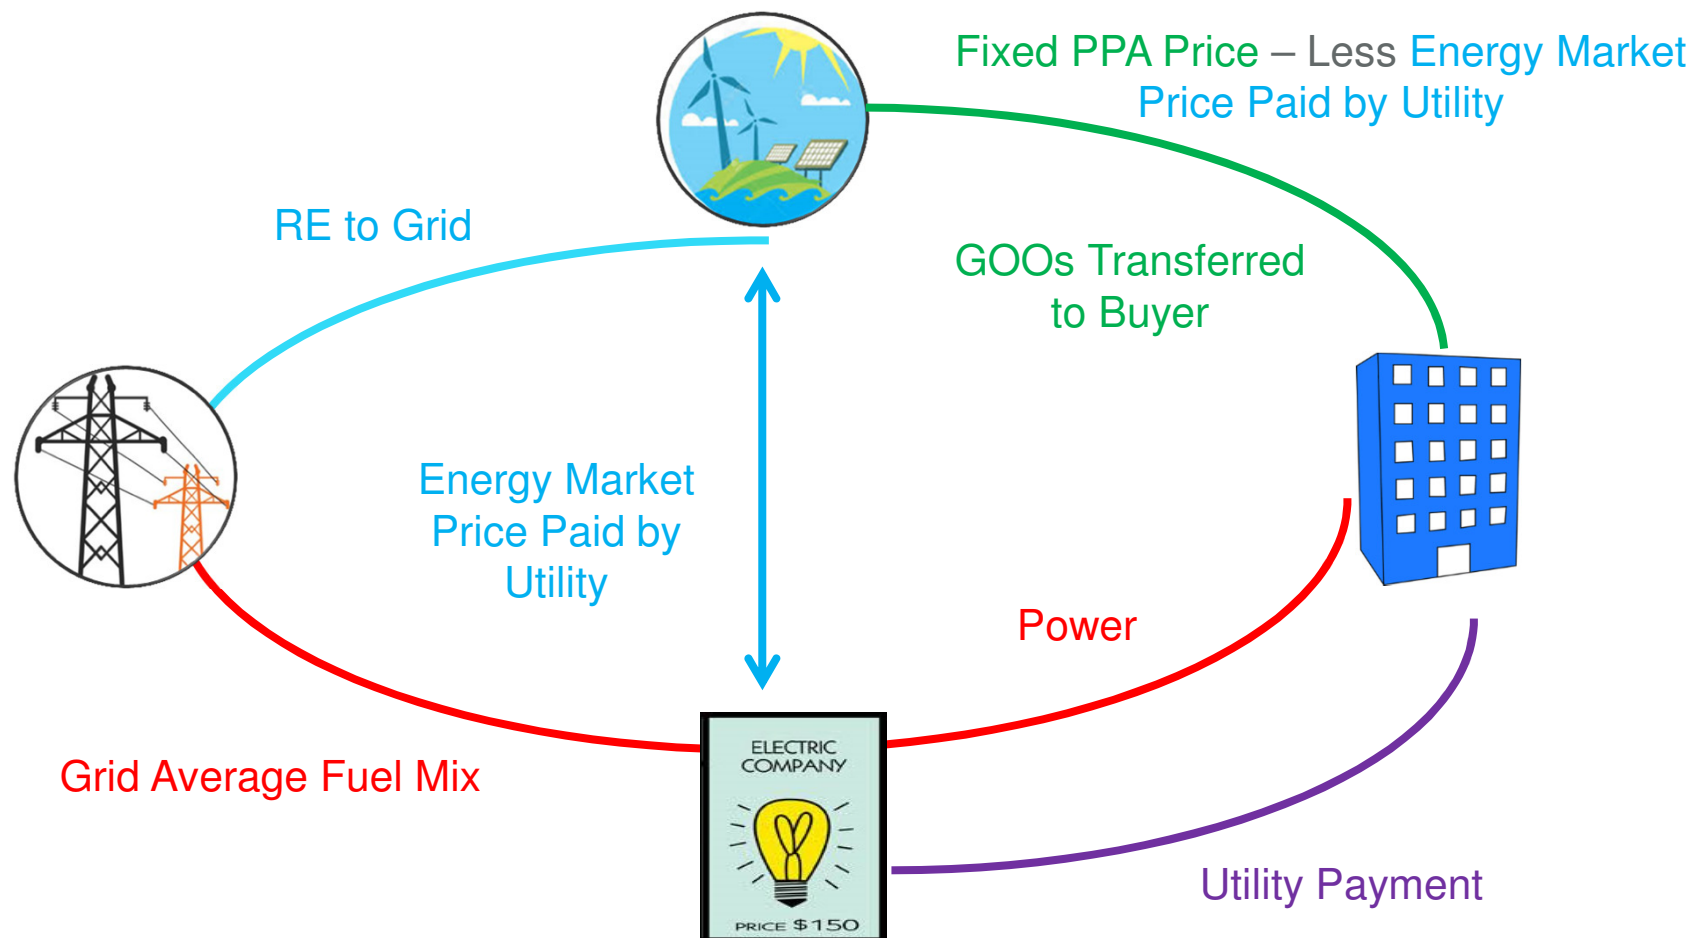 Fixed PPA Price – Less Energy Market
Price Paid by Utility
RE to Grid
GOOs Transferred
to Buyer
Energy Market
Price Paid by
Utility
Power
Grid Average Fuel Mix
ELECTRIC
COMPANY
PRICE $150
Utility Payment